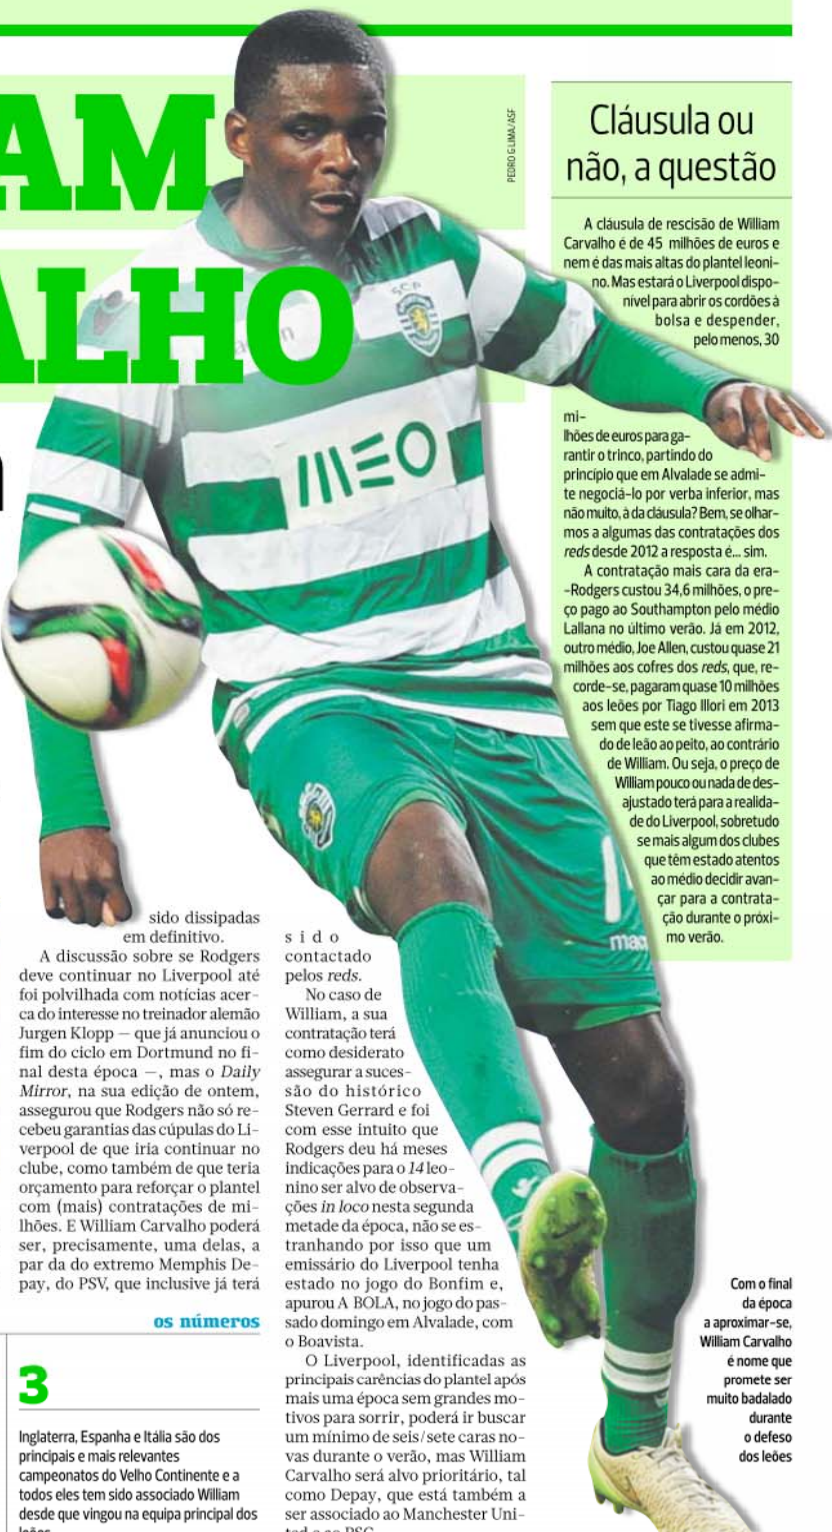 AM
ALHO
PEDRO G LIMA/ASF
SCP
MEO
mac
sido dissipadas
em definitivo.
A discussão sobre se Rodgers
deve continuar no Liverpool até
foi polvilhada com notícias acer-
ca do interesse no treinador alemão
Jurgen Klopp — que já anunciou o
fim do ciclo em Dortmund no fi-
nal desta época —, mas o Daily
Mirror, na sua edição de ontem,
assegurou que Rodgers não só re-
cebeu garantias das cúpulas do Li-
verpool de que iria continuar no
clube, como também de que teria
orçamento para reforçar o plantel
com (mais) contratações de mi-
lhões. E William Carvalho poderá
ser, precisamente, uma delas, a
par da do extremo Memphis De-
pay, do PSV, que inclusive já terá
os números
3
Inglaterra, Espanha e Itália são dos
principais e mais relevantes
campeonatos do Velho Continente e a
todos eles tem sido associado William
desde que vingou na equipa principal dos
sido
contactado
pelos reds.
No caso de
William, a sua
contratação terá
como desiderato
assegurar a suces-
são do histórico
Steven Gerrard e foi
com esse intuito que
Rodgers deu há meses
indicações para o 14 leo-
nino ser alvo de observa-
ções in loco nesta segunda
metade da época, não se es-
tranhando por isso que um
emissário do Liverpool tenha
estado no jogo do Bonfim e,
apurou A BOLA, no jogo do pas-
sado domingo em Alvalade, com
o Boavista.
O Liverpool, identificadas as
principais carências do plantel após
mais uma época sem grandes mo-
tivos para sorrir, poderá ir buscar
um mínimo de seis/sete caras no-
vas durante o verão, mas William
Carvalho será alvo prioritário, tal
como Depay, que está também a
ser associado ao Manchester Uni-
Cláusula ou
não, a questão
A cláusula de rescisão de William
Carvalho é de 45 milhões de euros e
nem é das mais altas do plantel leoni-
no. Mas estará o Liverpool dispo-
nível para abrir os cordões à
bolsa e despender,
pelo menos, 30
mi-
lhões de euros para ga-
rantir o trinco, partindo do
princípio que em Alvalade se admi-
te negociá-lo por verba inferior, mas
não muito, à da cláusula? Bem, se olhar-
mos a algumas das contratações dos
reds desde 2012 a resposta é... sim.
A contratação mais cara da era-
-Rodgers custou 34,6 milhões, o pre-
ço pago ao Southampton pelo médio
Lallana no último verão. Já em 2012,
outro médio, Joe Allen, custou quase 21
milhões aos cofres dos reds, que, re-
corde-se, pagaram quase 10 milhões
aos leões por Tiago Illori em 2013
sem que este se tivesse afirma-
do de leão ao peito, ao contrário
de William. Ou seja, o preço de
William pouco ou nada de des-
ajustado terá para a realida-
de do Liverpool, sobretudo
se mais algum dos clubes
que têm estado atentos
ao médio decidir avan-
çar para a contrata-
ção durante o próxi-
mo verão.
Com o final
da época
a aproximar-se,
William Carvalho
é nome que
promete ser
muito badalado
durante
o defeso
dos leões